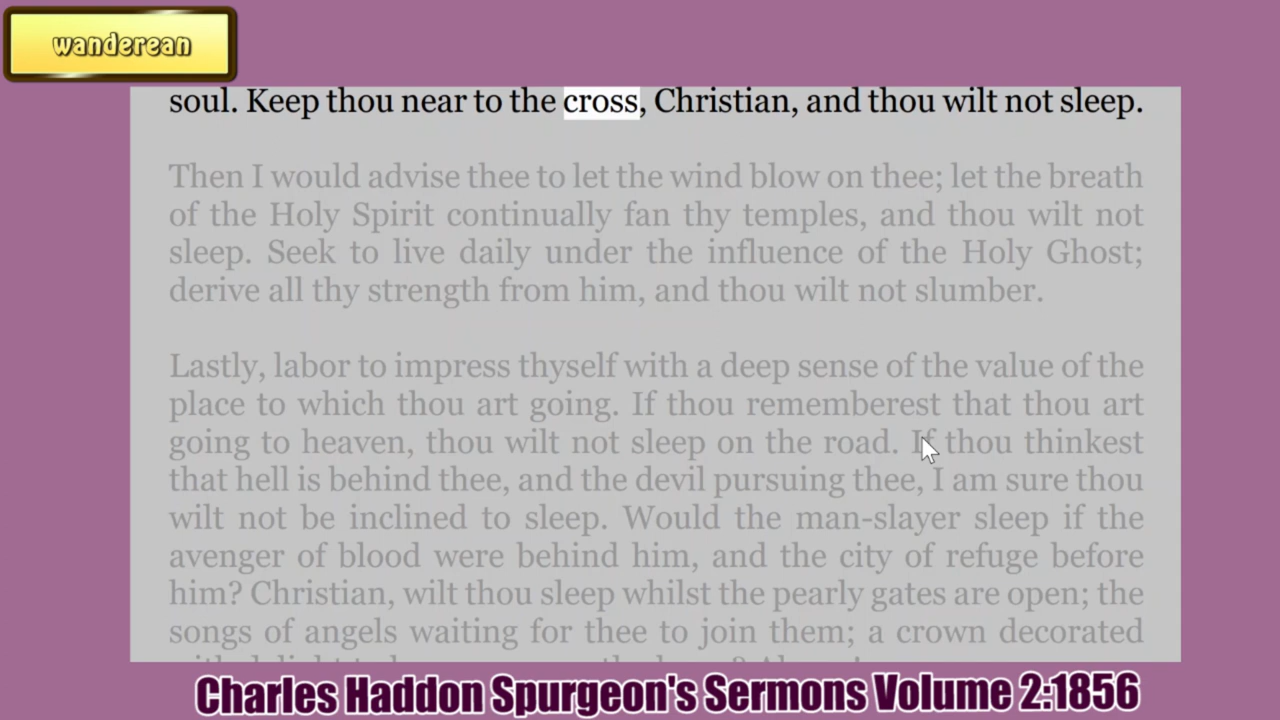 wanderean
soul. Keep thou near to the cross, Christian, and thou wilt not sleep.
Then I would advise thee to let the wind blow on thee; let the breath
of the Holy Spirit continually fan thy temples, and thou wilt not
sleep. Seek to live daily under the influence of the Holy Ghost;
derive all thy strength from him, and thou wilt not slumber.
Lastly, labor to impress thyself with a deep sense of the value of the
place to which thou art going. If thou rememberest that thou art
going to heaven, thou wilt not sleep on the road. If thou thinkest
that hell is behind thee, and the devil pursuing thee, I am sure thou
wilt not be inclined to sleep. Would the man-slayer sleep if the
avenger of blood were behind him, and the city of refuge before
him? Christian, wilt thou sleep whilst the pearly gates are open; the
songs of angels waiting for thee to join them; a crown decorated
Charles Haddon Spurgeon's Sermons Volume 2:1856